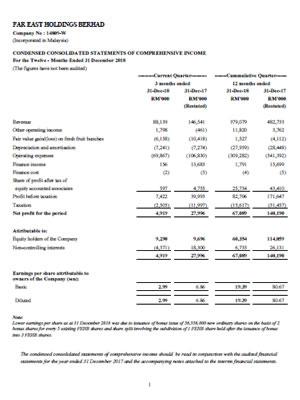 FAR EAST HOLDINGS BERHAD
Company No : 14809-W
(Incorporated in Malaysia)
CONDENSED CONSOLIDATED STATEMENTS OF COMPREHENSIVE INCOME
For the Twelve - Months Ended 31 December 2018
(The figures have not been audited)
Current Quarter Cummulative Quarter
3 months ended 12 months ended
31-Dec-18 31-Dec-17 31-Dec-18 31-Dec-17
RM'000 RM'000 RM'000 RM'000
(Restated) (Restated)
Revenue 88,139 146,541 379,079 482,733
Other operating income 1,798 (461) 11,820 3,762
Fair value gain/(loss) on fresh fruit bunches (6,158) (10,418) 1,327 (4,112)
Depreciation and amortisation (7,241) (7,274) (27,939) (28,449)
Operating expenses (69,867) (106,830) (309,282) (341,392)
Finance income 156 13,683 1,791 15,699
Finance cost (2) (5) (4) (5)
Share of profit after tax of
equity accounted associates 597 4,755 25,734 43,410
Profit before taxation 7,422 39,993 82,796 171,647
Taxation (2,503) (11,997) (15,617) (31,457)
Net profit for the period 4,919 27,996 67,089 140,190
Attributable to:
Equity holders of the Company 9,290 9,696 60,354 114,059
Non-controlling interests (4,371) 18,300 6,735 26,131
4,919 27,996 67,089 140,190
Earnings per share attributable to
owners of the Company (sen):
Basic 2.99 6.86 19.39 80.67
Diluted 2.99 6.86 19.39 80.67
Note
Lower earnings per share as at 31 December 2018 was due to issuance of bonus issue of 56,556,000 new ordinary shares on the basis of 2
bonus shares for every 5 existing FEHB shares and share split involving the subdivision of 1 FEHB share held after the issuance of bonus
into 3 FEHB shares.
The condensed consolidated statements of comprehensive income should be read in conjunction with the audited financial
statements for the year ended 31 December 2017 and the accompanying notes attached to the interim financial statements.
1